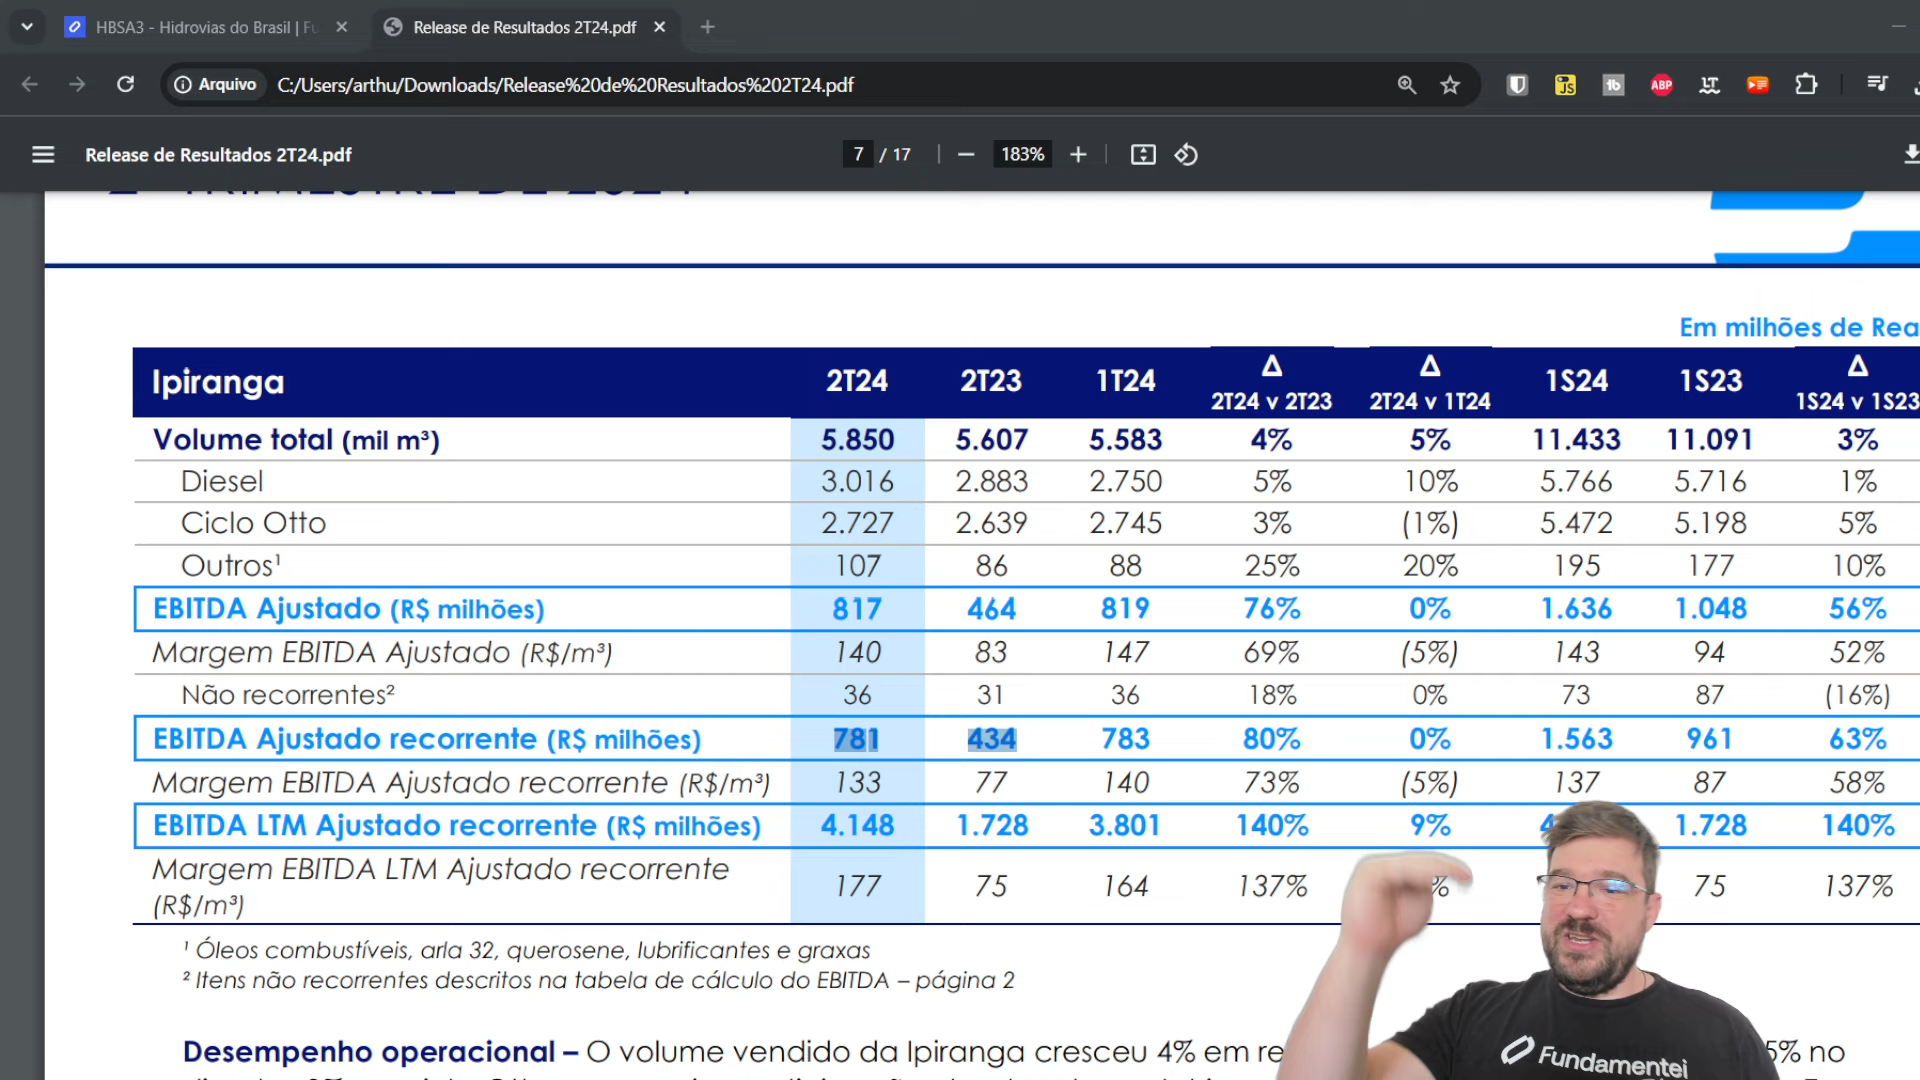 HBSA3 - Hidrovias do Brasil |
Release de Resultados 2T24.pdf
Arquivo
C:/Users/arthu/Downloads/Release%20de%20Resultados%202T24.pdf
JS
tb
ABP
Release de Resultados 2T24.pdf
7 / 17
183%
Em milhões de Rea
Ipiranga 2T24 2T23 1T24 Δ 2T24 v 2T23 Δ 2T24 v 1T24 1S24 1S23 Δ 1S24 v 1S23
Volume total (mil m³) 5.850 5.607 5.583 4% 5% 11.433 11.091 3%
Diesel 3.016 2.883 2.750 5% 10% 5.766 5.716 1%
Ciclo Otto 2.727 2.639 2.745 3% (1%) 5.472 5.198 5%
Outros¹ 107 86 88 25% 20% 195 177 10%
EBITDA Ajustado (R$ milhões) 817 464 819 76% 0% 1.636 1.048 56%
Margem EBITDA Ajustado (R$/m³) 140 83 147 69% (5%) 143 94 52%
Não recorrentes² 36 31 36 18% 0% 73 87 (16%)
EBITDA Ajustado recorrente (R$ milhões) 781 434 783 80% 0% 1.563 961 63%
Margem EBITDA Ajustado recorrente (R$/m³) 133 77 140 73% (5%) 137 87 58%
EBITDA LTM Ajustado recorrente (R$ milhões) 4.148 1.728 3.801 140% 9% 1.728 140%
Margem EBITDA LTM Ajustado recorrente
(R$/m³) 177 75 164 137% % 75 137%
¹ Óleos combustíveis, arla 32, querosene, lubrificantes e graxas
² Itens não recorrentes descritos na tabela de cálculo do EBITDA – página 2
Desempenho operacional – O volume vendido da Ipiranga cresceu 4% em re 5% no
Fundamentei